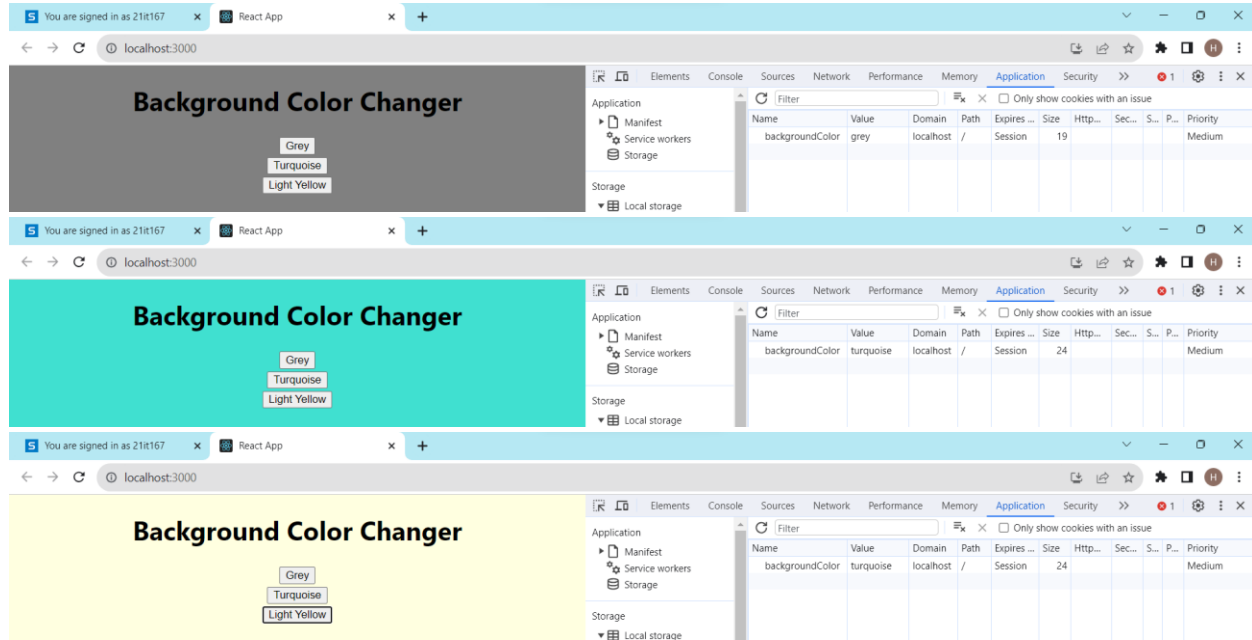 You are signed in as 21it167 React App
localhost:3000 H
Elements Console Sources Network Performance Memory Application Security 1
Background Color Changer
Application Filter Only show cookies with an issue
Manifest Name Value Domain Path Expires ... Size Http... Sec... S... P... Priority
Service workers backgroundColor grey localhost / Session 19 Medium
Grey
Storage
Turquoise
Light Yellow
Storage
Local storage
You are signed in as 21it167 React App
localhost:3000 H
Elements Console Sources Network Performance Memory Application Security 1
Background Color Changer
Application Filter Only show cookies with an issue
Manifest Name Value Domain Path Expires ... Size Http... Sec... S... P... Priority
Service workers backgroundColor turquoise localhost / Session 24 Medium
Grey
Storage
Turquoise
Light Yellow
Storage
Local storage
You are signed in as 21it167 React App
localhost:3000 H
Elements Console Sources Network Performance Memory Application Security 1
Background Color Changer
Application Filter Only show cookies with an issue
Manifest Name Value Domain Path Expires ... Size Http... Sec... S... P... Priority
Service workers backgroundColor turquoise localhost / Session 24 Medium
Grey
Storage
Turquoise
Light Yellow
Storage
Local storage